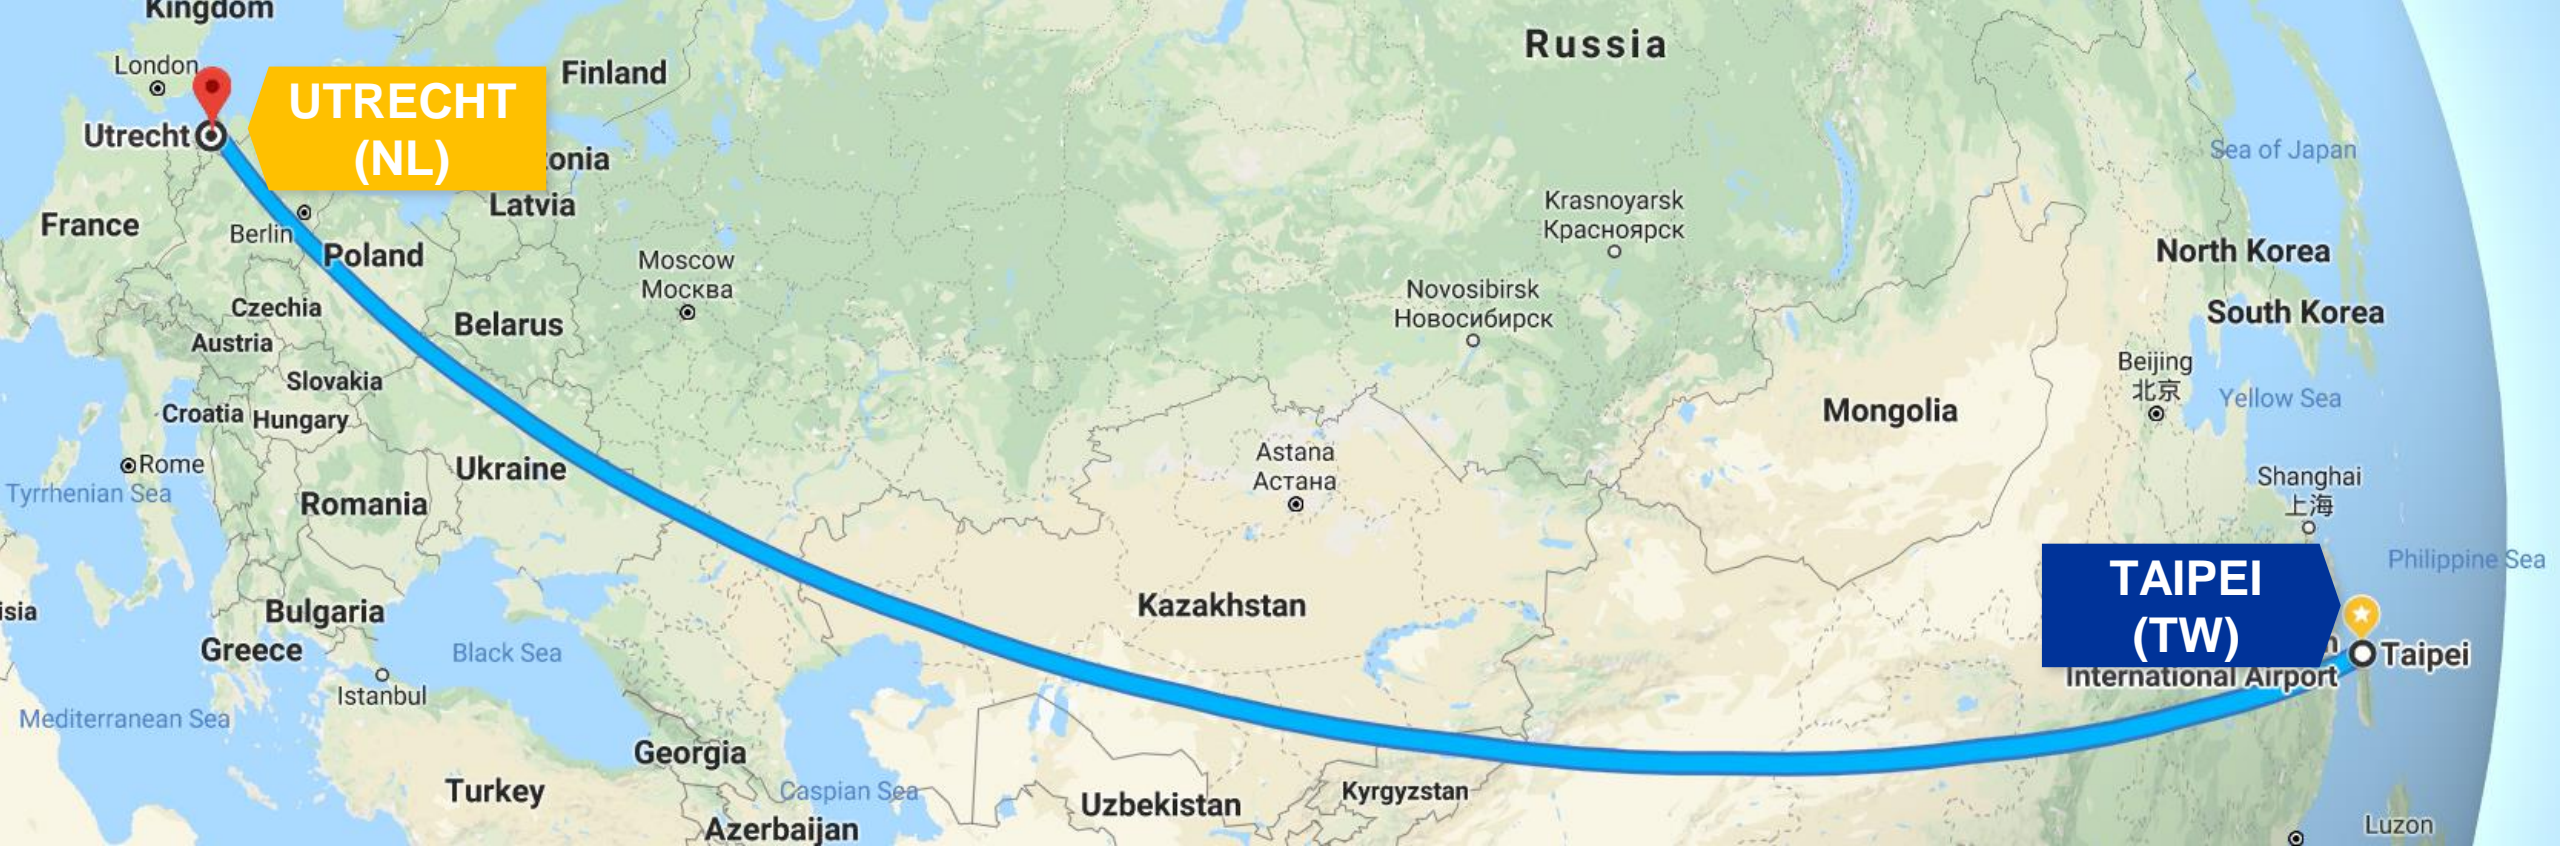 Kingdom
London
Finland
Russia
UTRECHT
(NL)
Utrecht
tonia
Sea of Japan
Latvia
Krasnoyarsk
Красноярск
France
Berlin
Poland
Moscow
Москва
North Korea
Novosibirsk
Новосибирск
Czechia
Belarus
South Korea
Austria
Beijing
北京
Slovakia
Yellow Sea
Croatia
Hungary
Mongolia
Rome
Ukraine
Astana
Астана
Tyrrhenian Sea
Romania
Shanghai
上海
Philippine Sea
TAIPEI
(TW)
isia
Bulgaria
Kazakhstan
Greece
Black Sea
n
Taipei
International Airport
Istanbul
Mediterranean Sea
Georgia
Turkey
Caspian Sea
Kyrgyzstan
Uzbekistan
Azerbaijan
Luzon